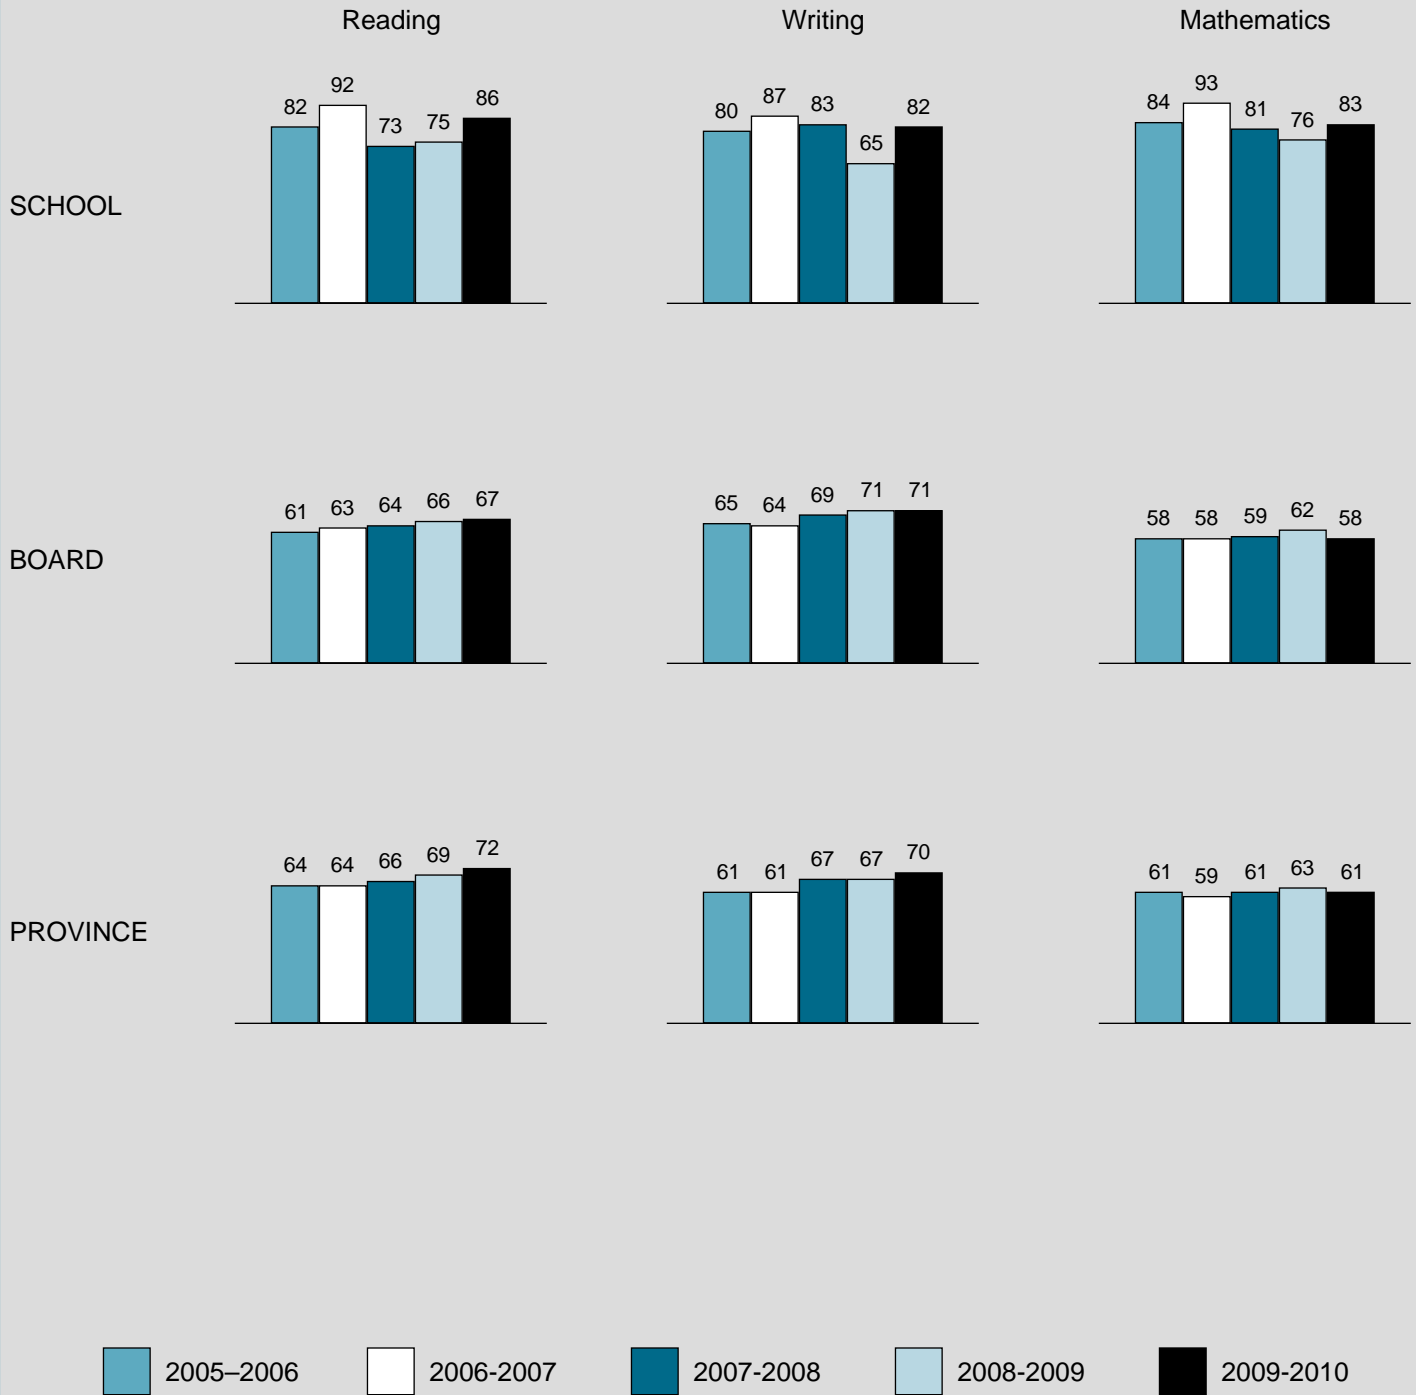 Reading Writing Mathematics
SCHOOL
82 92 73 75 86
80 87 83 65 82
84 93 81 76 83
BOARD
61 63 64 66 67
65 64 69 71 71
58 58 59 62 58
PROVINCE
64 64 66 69 72
61 61 67 67 70
61 59 61 63 61
2005–2006 2006-2007 2007-2008 2008-2009 2009-2010